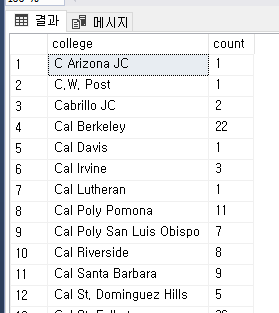 결과 메시지
college count
1 C Arizona JC 1
2 C.W. Post 1
3 Cabrillo JC 2
4 Cal Berkeley 22
5 Cal Davis 1
6 Cal Irvine 3
7 Cal Lutheran 1
8 Cal Poly Pomona 11
9 Cal Poly San Luis Obispo 7
10 Cal Riverside 8
11 Cal Santa Barbara 9
12 Cal St. Dominguez Hills 5